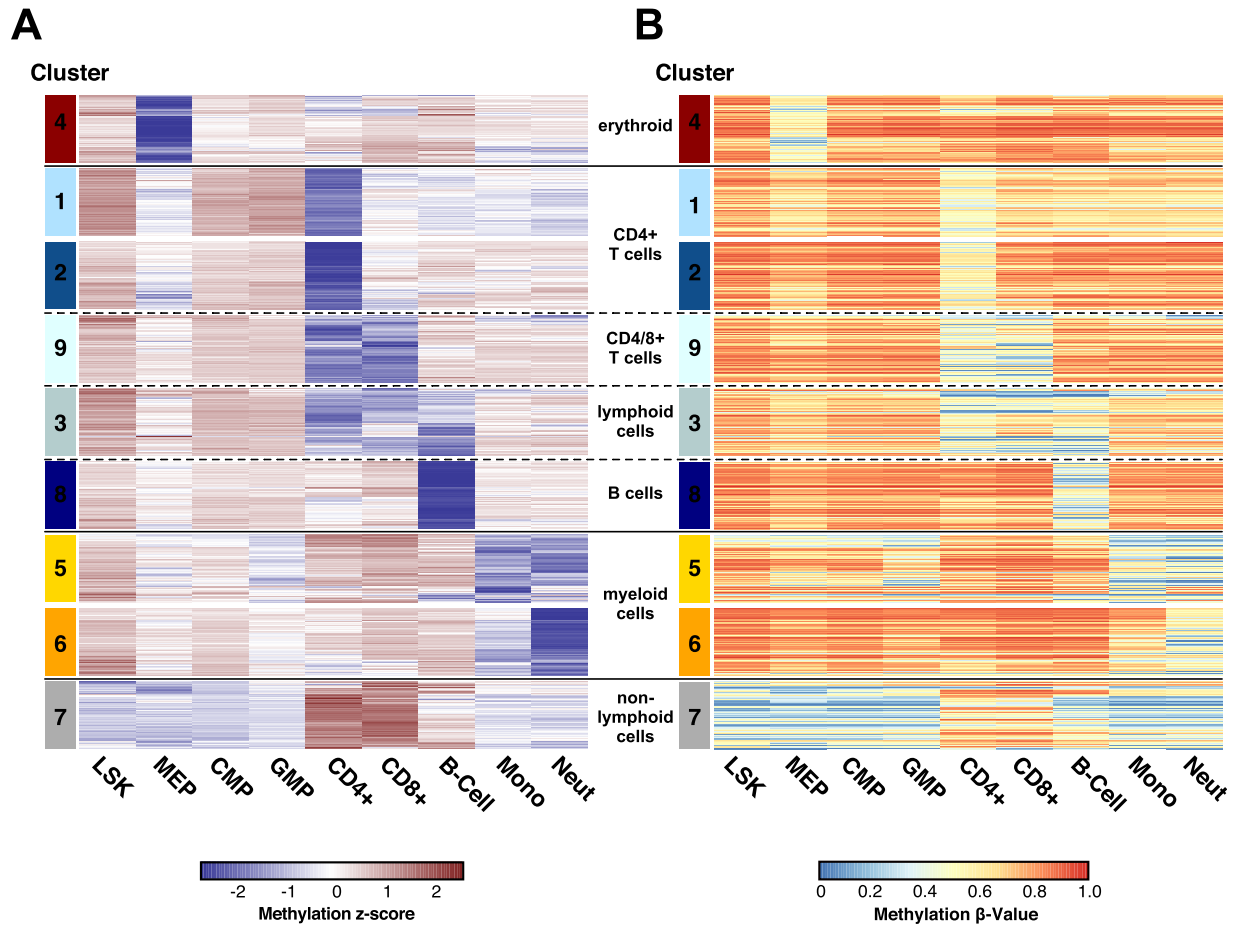 A
B
Cluster
Cluster
4
erythroid
4
1
CD4+
T cells
1
2
2
9
CD4/8+
T cells
9
3
lymphoid
cells
3
8
B cells
8
5
myeloid
cells
5
6
6
7
non-
lymphoid
cells
7
LSK
MEP
CMP
GMP
CD4+
CD8+
B-Cell
Mono
Neut
LSK
MEP
CMP
GMP
CD4+
CD8+
B-Cell
Mono
Neut
-2 -1 0 1 2
Methylation z-score
0 0.2 0.4 0.6 0.8 1.0
Methylation β-Value